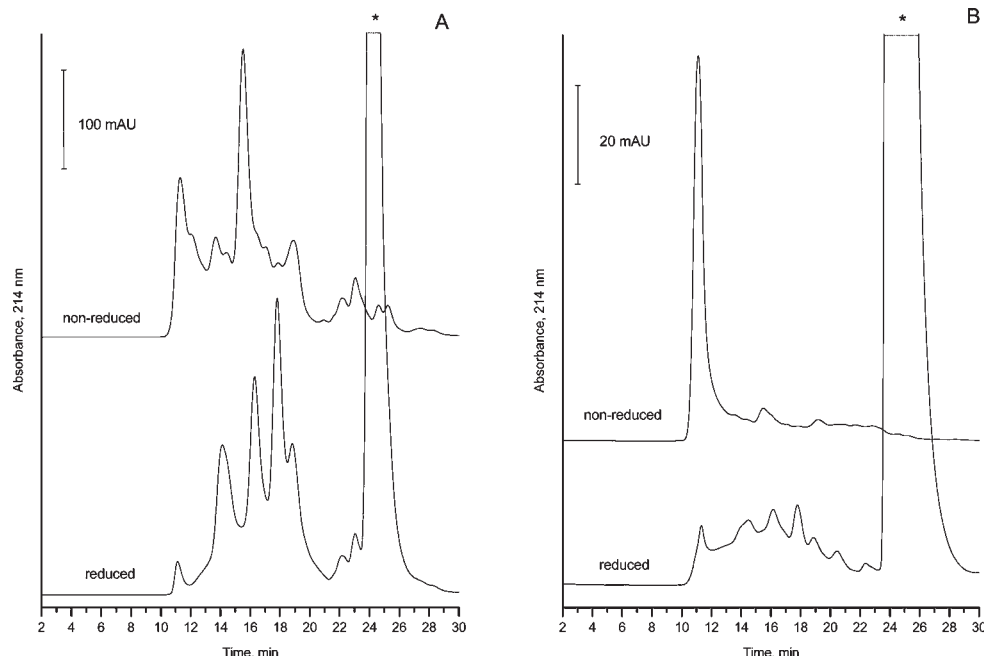 *
A
100 mAU
non-reduced
reduced
Absorbance, 214 nm
2 4 6 8 10 12 14 16 18 20 22 24 26 28 30
Time, min
*
B
20 mAU
non-reduced
reduced
Absorbance, 214 nm
2 4 6 8 10 12 14 16 18 20 22 24 26 28 30
Time, min